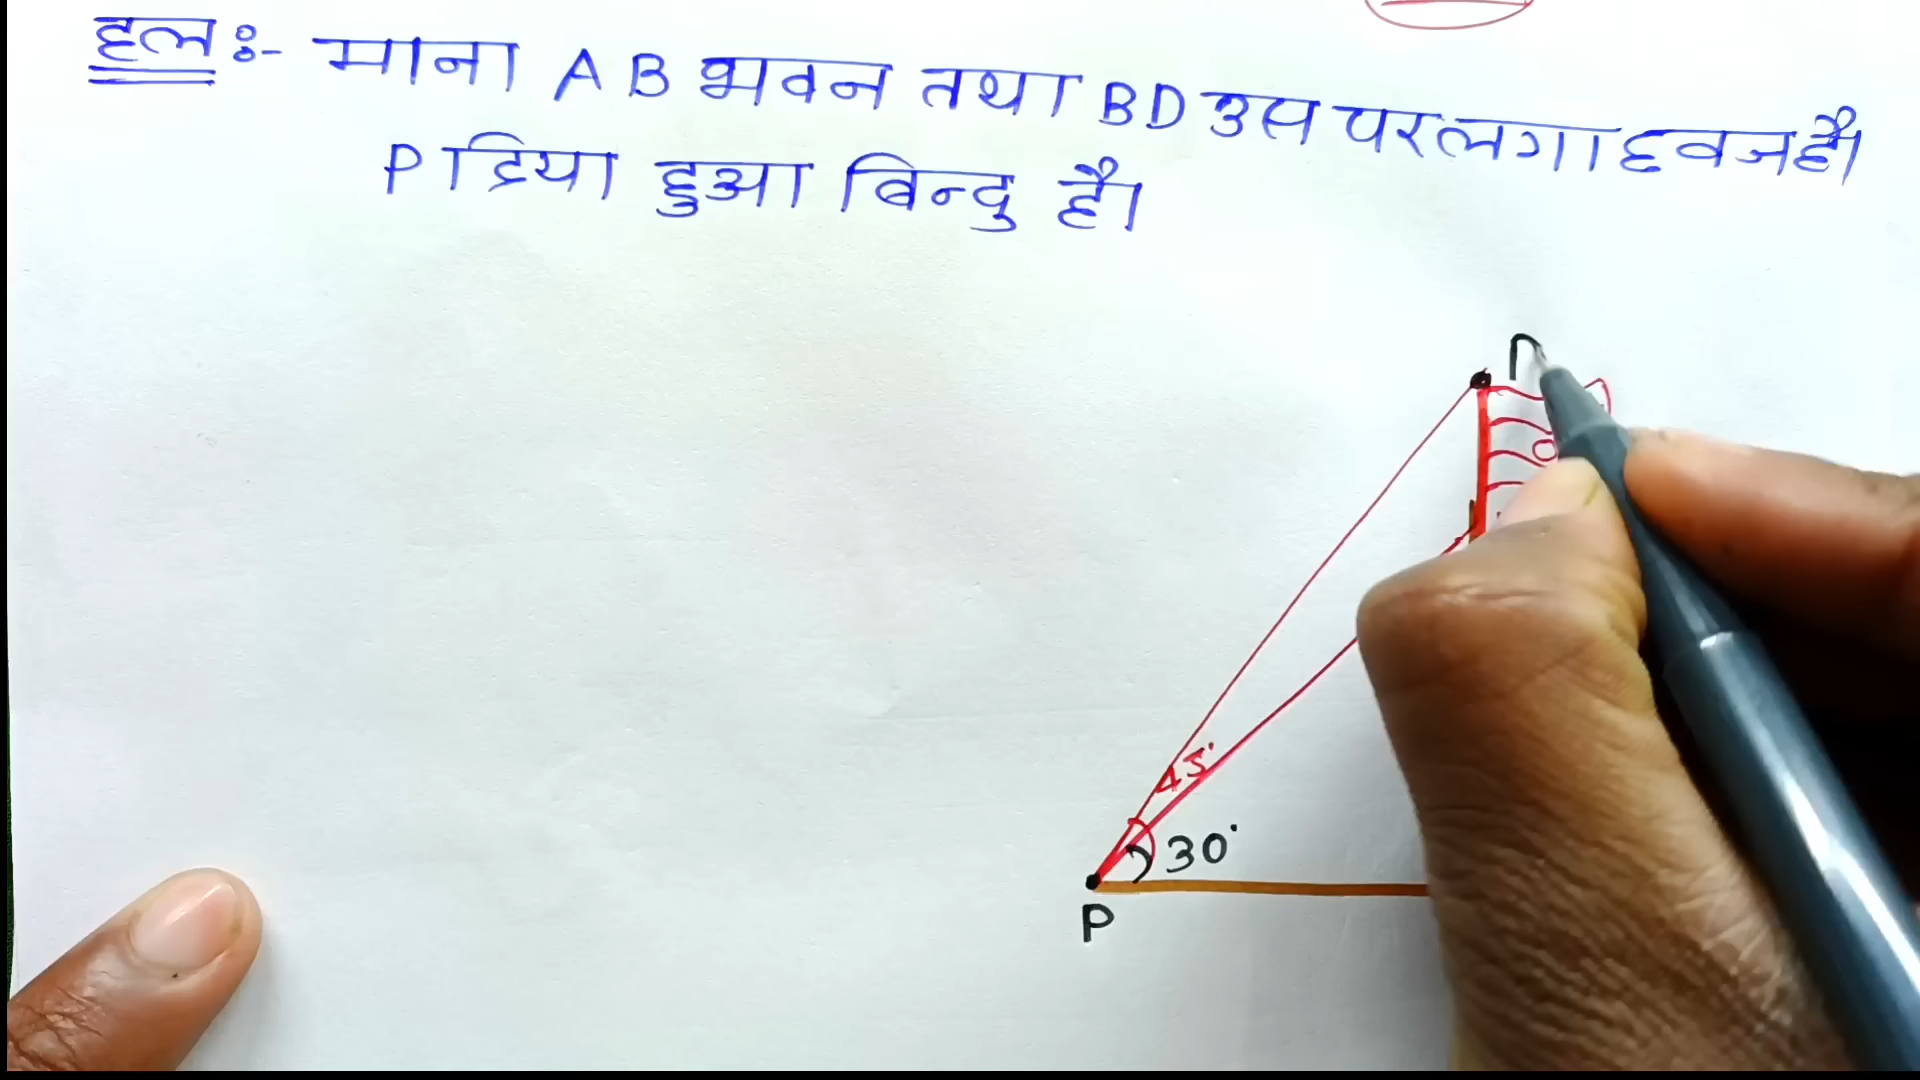 हल :- माना AB भवन तथा BD उस पर लगा ध्वज है।
P दिया हुआ बिन्दु है।
45°
30°
P